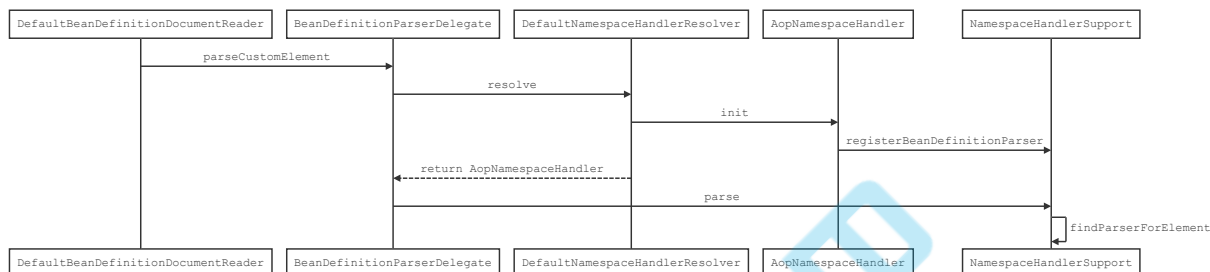 DefaultBeanDefinitionDocumentReader
BeanDefinitionParserDelegate
DefaultNamespaceHandlerResolver
AopNamespaceHandler
NamespaceHandlerSupport
parseCustomElement
resolve
init
registerBeanDefinitionParser
return AopNamespaceHandler
parse
findParserForElement
DefaultBeanDefinitionDocumentReader
BeanDefinitionParserDelegate
DefaultNamespaceHandlerResolver
AopNamespaceHandler
NamespaceHandlerSupport